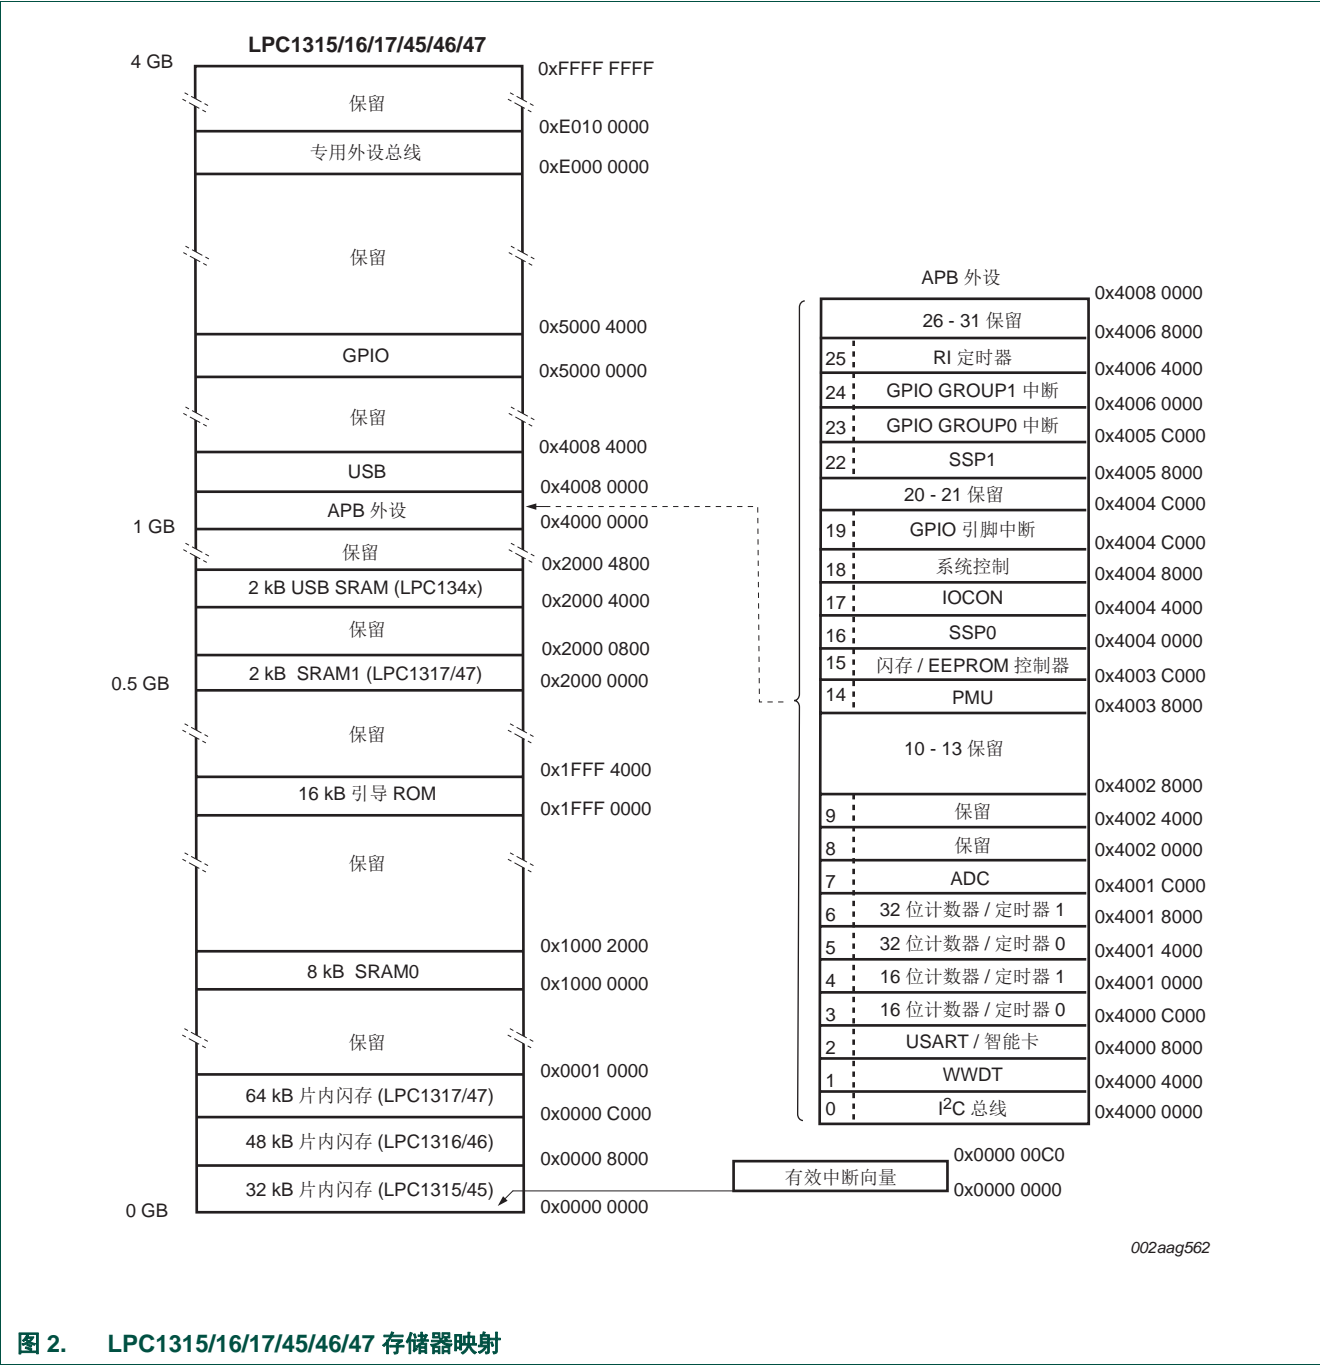 LPC1315/16/17/45/46/47
4 GB
0xFFFF FFFF
保留
0xE010 0000
专用外设总线
0xE000 0000
保留
0x5000 4000
GPIO
0x5000 0000
保留
0x4008 4000
USB
0x4008 0000
APB 外设
1 GB
0x4000 0000
保留
0x2000 4800
2 kB USB SRAM (LPC134x)
0x2000 4000
保留
0x2000 0800
2 kB SRAM1 (LPC1317/47)
0.5 GB
0x2000 0000
保留
0x1FFF 4000
16 kB 引导 ROM
0x1FFF 0000
保留
0x1000 2000
8 kB SRAM0
0x1000 0000
保留
0x0001 0000
64 kB 片内闪存 (LPC1317/47)
0x0000 C000
48 kB 片内闪存 (LPC1316/46)
0x0000 8000
32 kB 片内闪存 (LPC1315/45)
0 GB
0x0000 0000
APB 外设
0x4008 0000
26 - 31 保留
0x4006 8000
25 RI 定时器
0x4006 4000
24 GPIO GROUP1 中断
0x4006 0000
23 GPIO GROUP0 中断
0x4005 C000
22 SSP1
0x4005 8000
20 - 21 保留
0x4004 C000
19 GPIO 引脚中断
0x4004 C000
18 系统控制
0x4004 8000
17 IOCON
0x4004 4000
16 SSP0
0x4004 0000
15 闪存 / EEPROM 控制器
0x4003 C000
14 PMU
0x4003 8000
10 - 13 保留
0x4002 8000
9 保留
0x4002 4000
8 保留
0x4002 0000
7 ADC
0x4001 C000
6 32 位计数器 / 定时器 1
0x4001 8000
5 32 位计数器 / 定时器 0
0x4001 4000
4 16 位计数器 / 定时器 1
0x4001 0000
3 16 位计数器 / 定时器 0
0x4000 C000
2 USART / 智能卡
0x4000 8000
1 WWDT
0x4000 4000
0 I2C 总线
0x4000 0000
0x0000 00C0
有效中断向量
0x0000 0000
002aag562
图 2. LPC1315/16/17/45/46/47 存储器映射